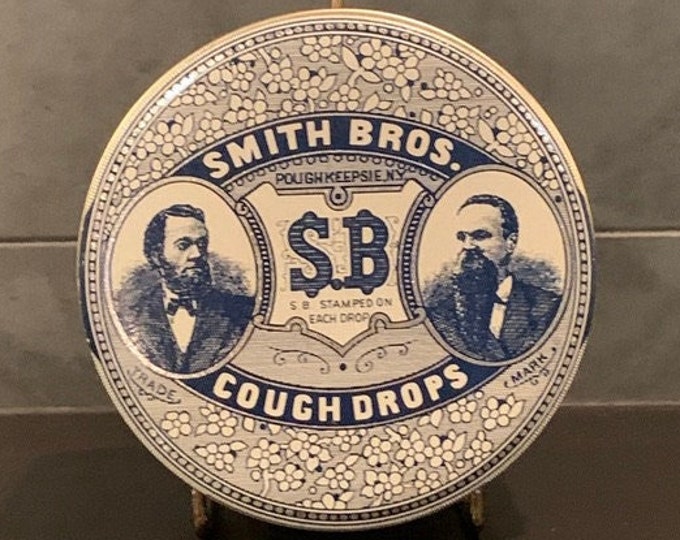 SMITH BROS.
POUGHKEEPSIE, N.Y.
S.B
S.B. STAMPED ON
EACH DROP
TRADE
MARK
COUGH DROPS